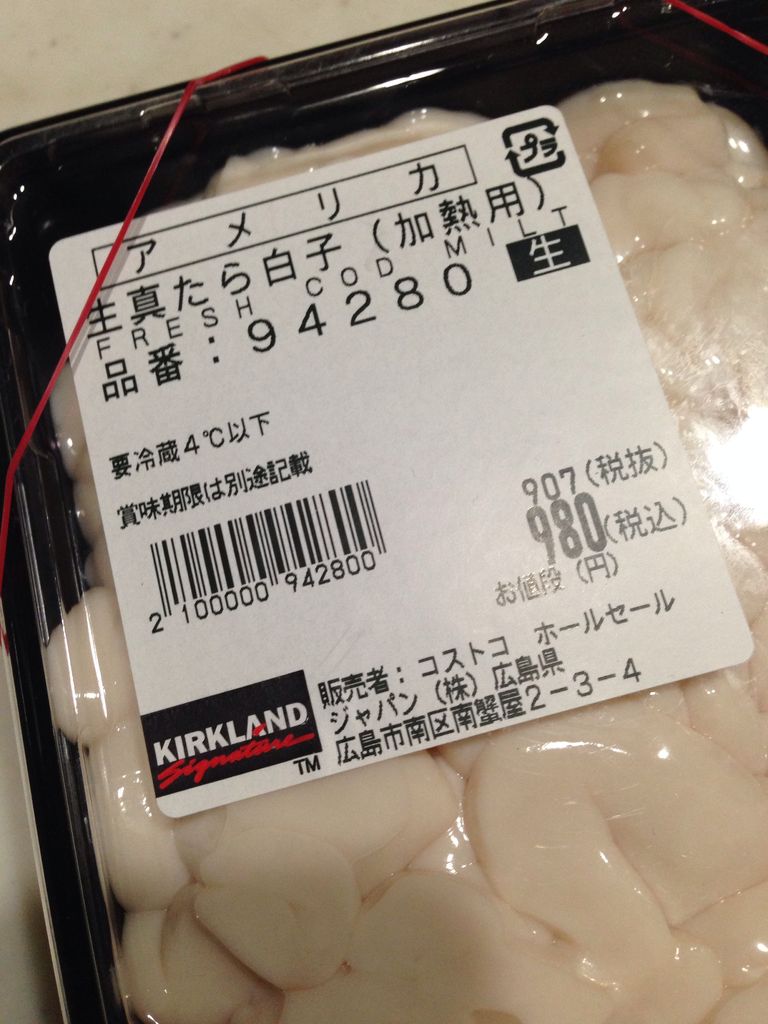 アメリカ
プラ
生真たら白子(加熱用)
FRESH COD MILT
生
品番:94280
要冷蔵4℃以下
賞味期限は別途記載
907(税抜)
980(税込)
お値段 (円)
2 100000 942800
販売者:コストコ ホールセール
ジャパン(株)広島県
広島市南区南蟹屋2-3-4
KIRKLAND
Signature
TM